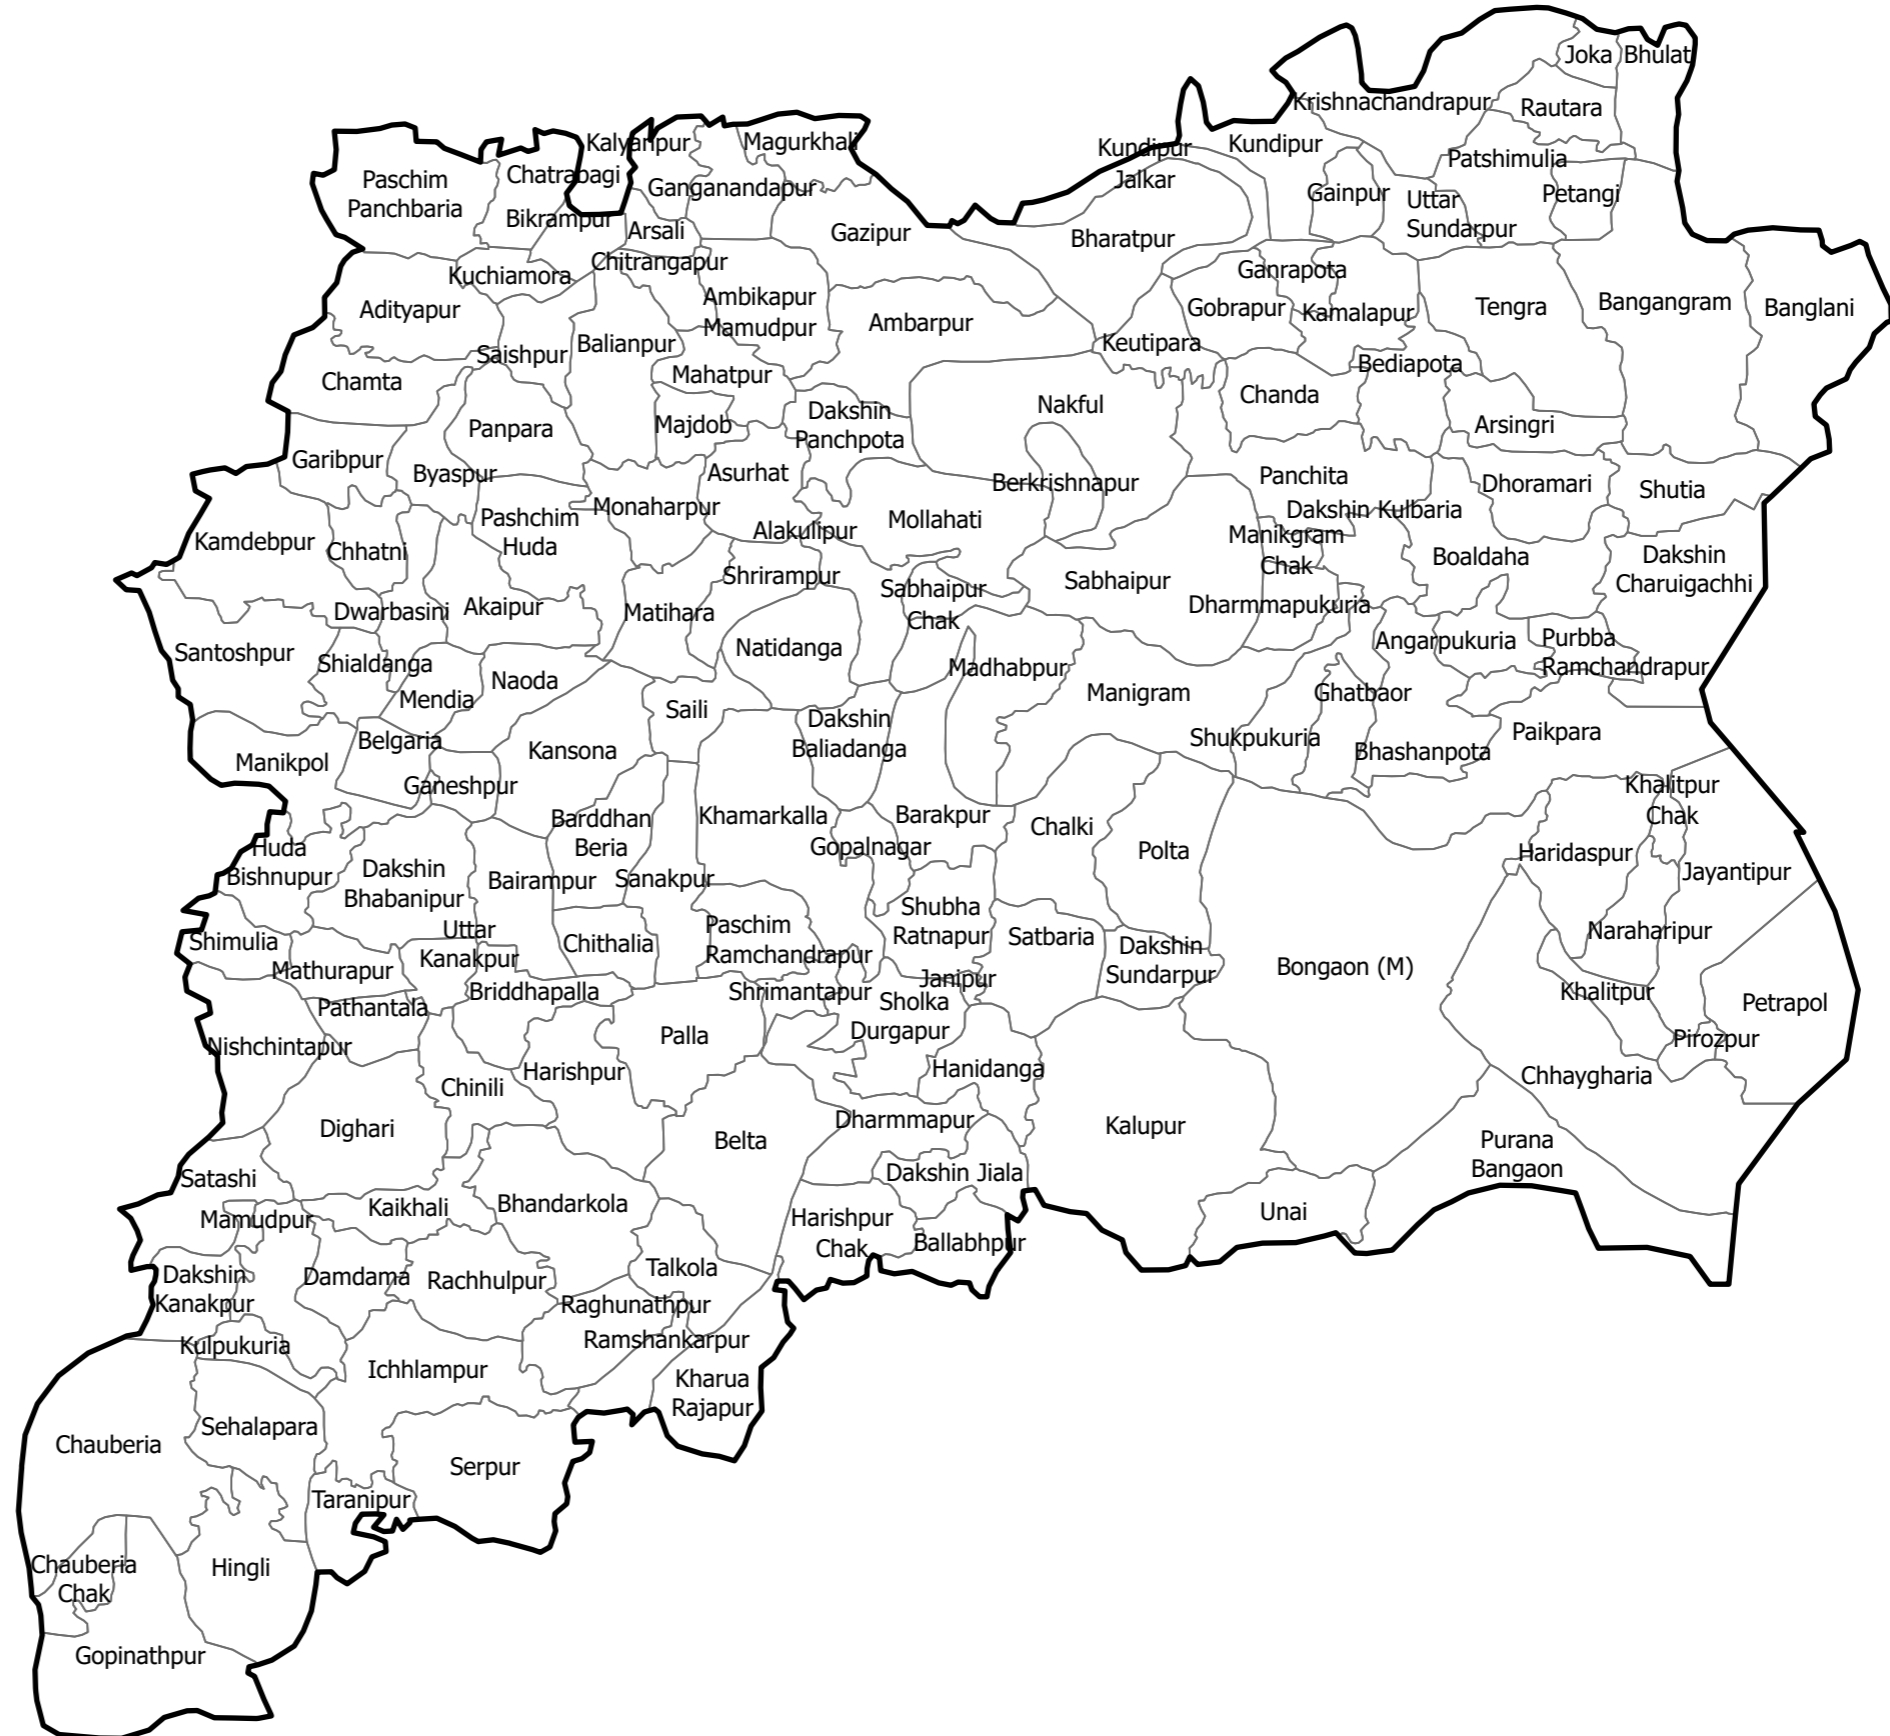 Joka
Bhulat
Krishnachandrapur
Rautara
Kalyanpur
Magurkhali
Kundipur
Jalkar
Kundipur
Patshimulia
Chatrabagi
Paschim
Panchbaria
Ganganandapur
Gainpur
Petangi
Uttar
Sundarpur
Bikrampur
Arsali
Gazipur
Bharatpur
Chitrangapur
Kuchiamora
Ganrapota
Ambikapur
Mamudpur
Adityapur
Ambarpur
Gobrapur
Kamalapur
Tengra
Bangangram
Banglani
Balianpur
Keutipara
Saishpur
Bediapota
Chamta
Mahatpur
Chanda
Nakful
Dakshin
Panchpota
Majdob
Panpara
Arsingri
Garibpur
Byaspur
Asurhat
Berkrishnapur
Panchita
Dhoramari
Shutia
Monaharpur
Dakshin Kulbaria
Pashchim
Huda
Mollahati
Alakulipur
Manikgram
Chak
Kamdebpur
Chhatni
Boaldaha
Dakshin
Charuigachhi
Shrirampur
Sabhaipur
Sabhaipur
Chak
Dharmmapukuria
Dwarbasini
Akaipur
Matihara
Natidanga
Angarpukuria
Purbba
Ramchandrapur
Santoshpur
Shialdanga
Madhabpur
Naoda
Mendia
Manigram
Ghatbaor
Saili
Dakshin
Baliadanga
Belgaria
Kansona
Shukpukuria
Bhashanpota
Paikpara
Manikpol
Ganeshpur
Khalitpur
Chak
Barddhan
Beria
Khamarkalla
Barakpur
Chalki
Gopalnagar
Polta
Haridaspur
Huda
Bishnupur
Dakshin
Bhabanipur
Bairampur
Sanakpur
Jayantipur
Shubha
Ratnapur
Paschim
Ramchandrapur
Uttar
Kanakpur
Shimulia
Chithalia
Satbaria
Dakshin
Sundarpur
Naraharipur
Bongaon (M)
Mathurapur
Janipur
Briddhapalla
Shrimantapur
Khalitpur
Petrapol
Pathantala
Sholka
Durgapur
Palla
Pirozpur
Nishchintapur
Harishpur
Hanidanga
Chhaygharia
Chinili
Dighari
Belta
Dharmmapur
Kalupur
Purana
Bangaon
Satashi
Dakshin Jiala
Kaikhali
Bhandarkola
Unai
Mamudpur
Harishpur
Chak
Ballabhpur
Dakshin
Kanakpur
Damdama
Rachhulpur
Talkola
Raghunathpur
Kulpukuria
Ramshankarpur
Ichhlampur
Kharua
Rajapur
Sehalapara
Chauberia
Serpur
Taranipur
Chauberia
Chak
Hingli
Gopinathpur